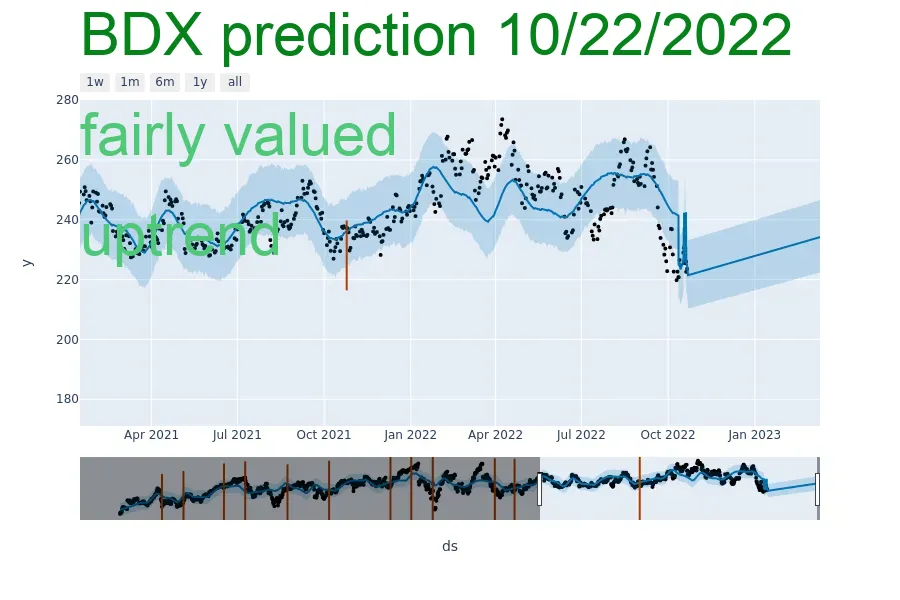 BDX prediction 10/22/2022
1w 1m 6m 1y all
280
fairly valued
260
240
uptrend
y
220
200
180
Apr 2021 Jul 2021 Oct 2021 Jan 2022 Apr 2022 Jul 2022 Oct 2022 Jan 2023
ds